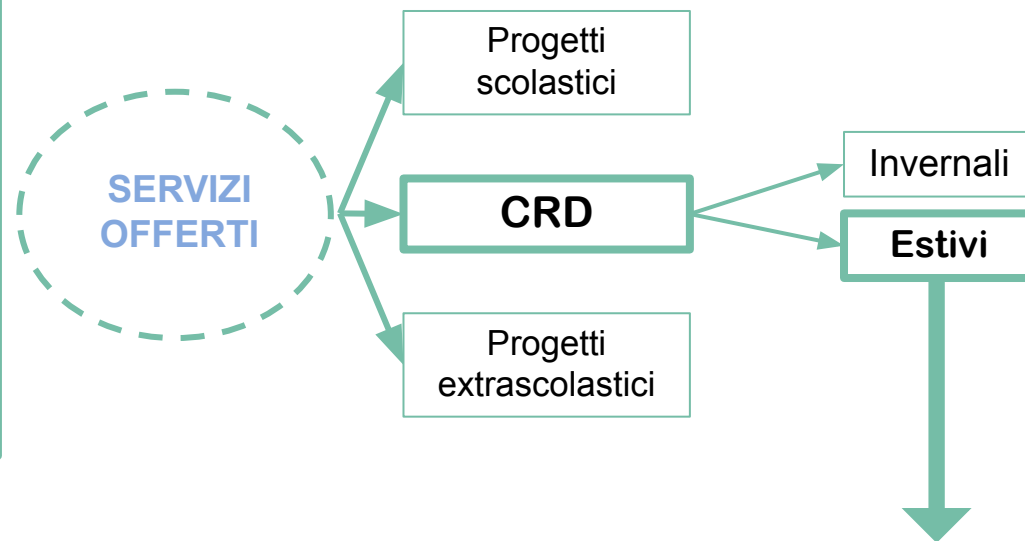 SERVIZI
OFFERTI
Progetti
scolastici
CRD
Progetti
extrascolastici
Invernali
Estivi